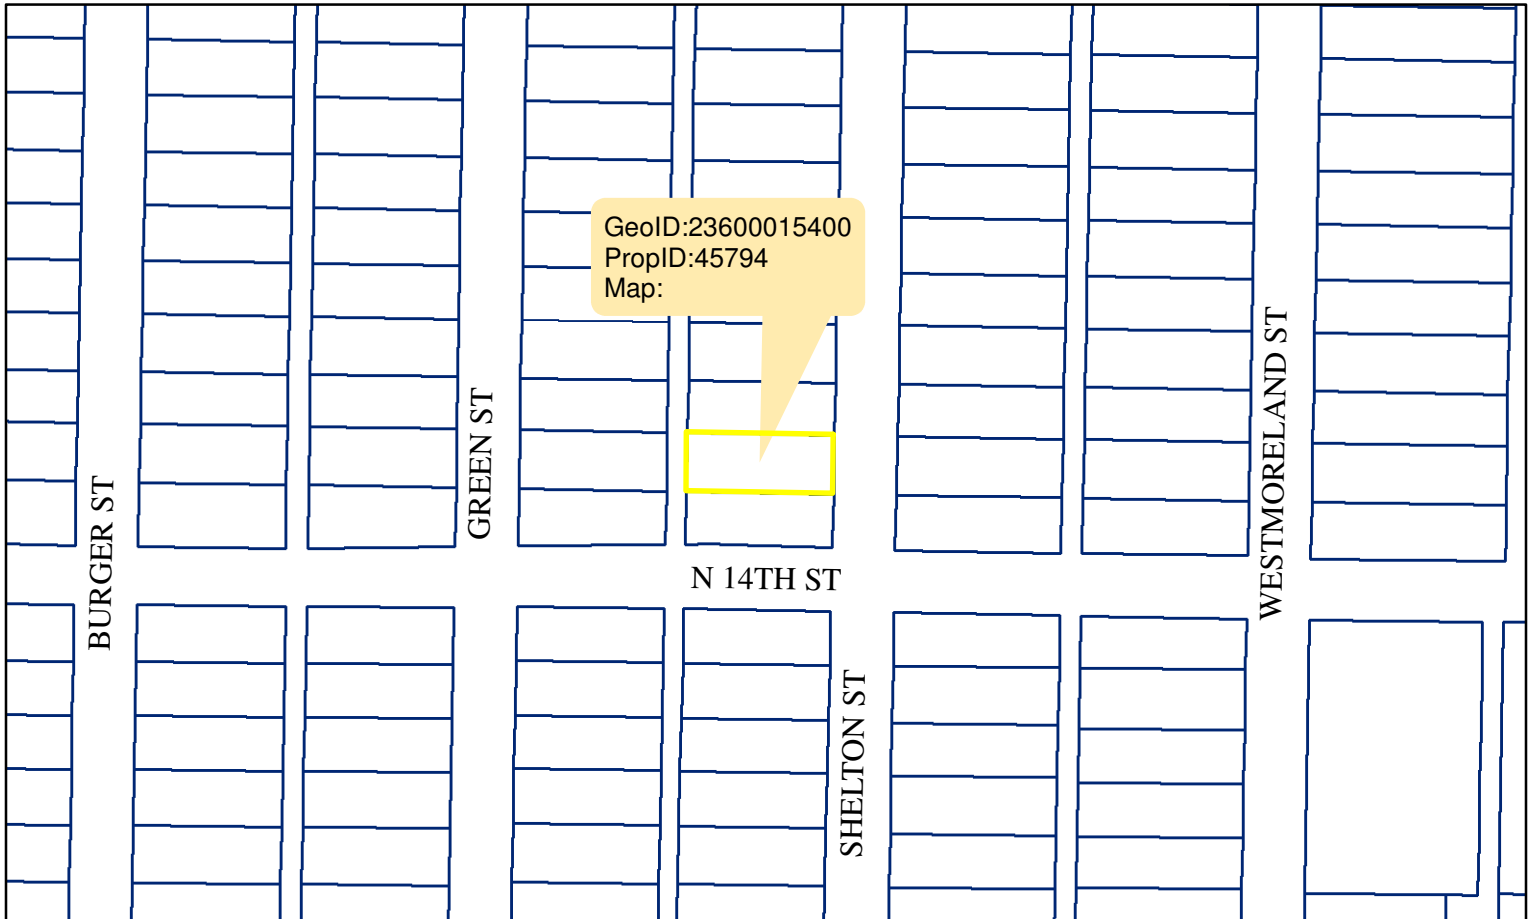 GeoID:23600015400
PropID:45794
Map:
WESTMORELAND ST
GREEN ST
BURGER ST
N 14TH ST
SHELTON ST